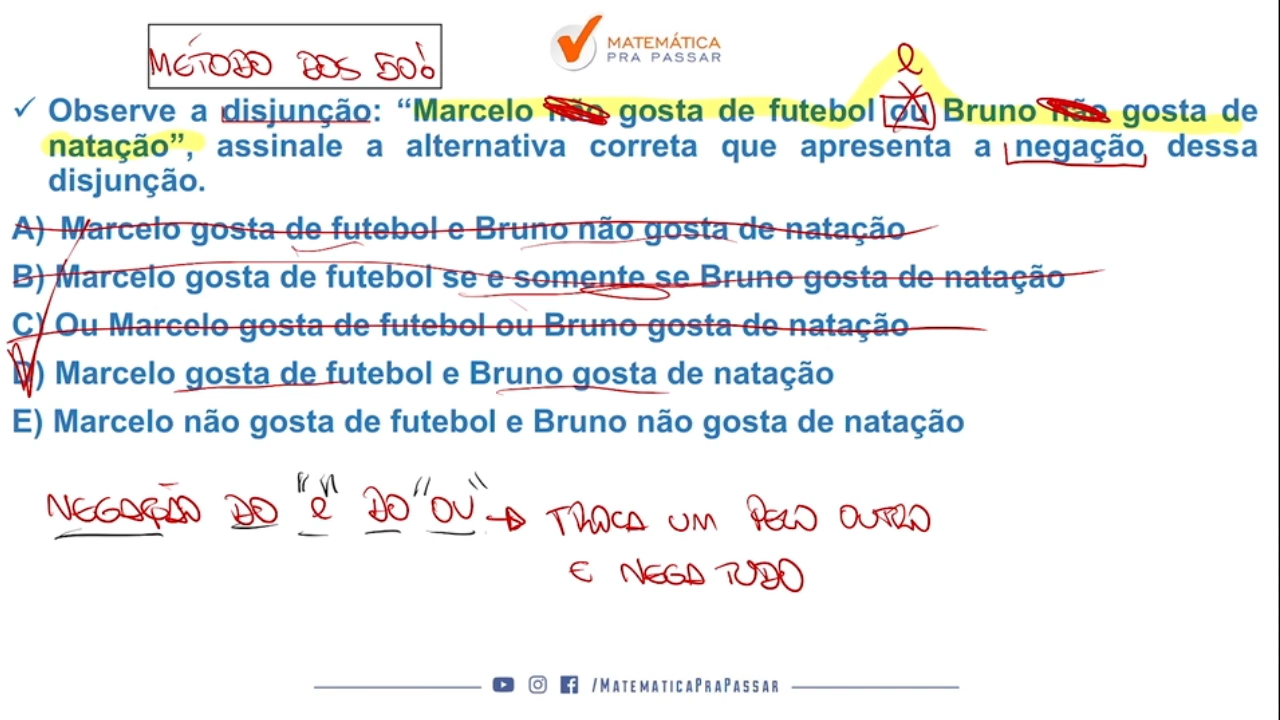 MÉTODO DOS 50!
MATEMÁTICA
PRA PASSAR
e
✓ Observe a disjunção: “Marcelo não gosta de futebol ou Bruno não gosta de
natação”, assinale a alternativa correta que apresenta a negação dessa
disjunção.
A) Marcelo gosta de futebol e Bruno não gosta de natação
B) Marcelo gosta de futebol se e somente se Bruno gosta de natação
C) Ou Marcelo gosta de futebol ou Bruno gosta de natação
D) Marcelo gosta de futebol e Bruno gosta de natação
E) Marcelo não gosta de futebol e Bruno não gosta de natação
NEGAÇÃO DO "e" DO "OU" → TROCA UM PELO OUTRO
E NEGA TUDO
/MATEMATICAPRAPASSAR